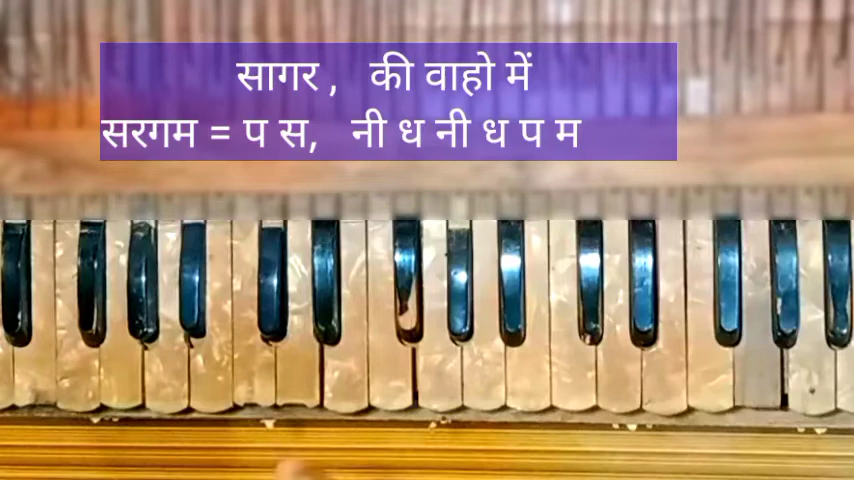 सागर , की वाहो में
सरगम = प स, नी ध नी ध प म